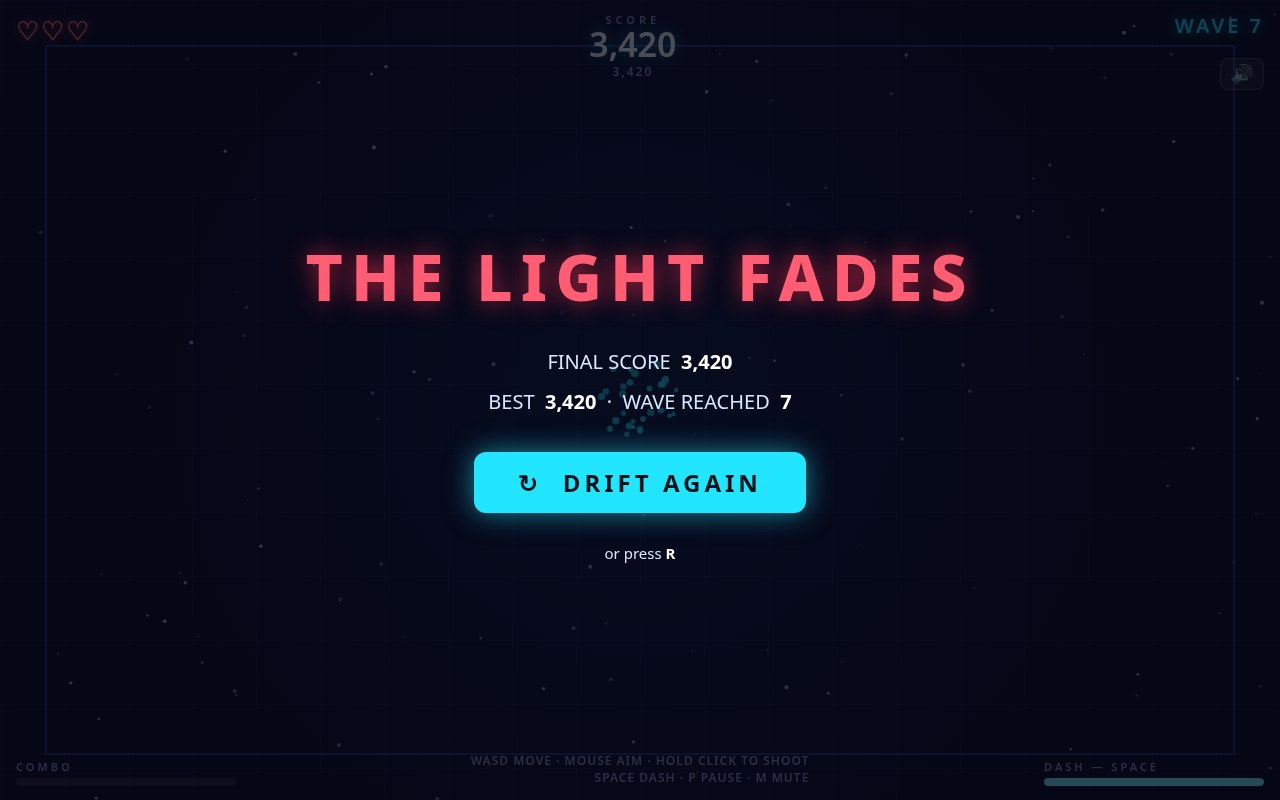 ♡♡♡
SCORE
3,420
3,420
WAVE 7
THE LIGHT FADES
FINAL SCORE 3,420
BEST 3,420 · WAVE REACHED 7
↻ DRIFT AGAIN
or press R
COMBO
WASD MOVE · MOUSE AIM · HOLD CLICK TO SHOOT
SPACE DASH · P PAUSE · M MUTE
DASH — SPACE